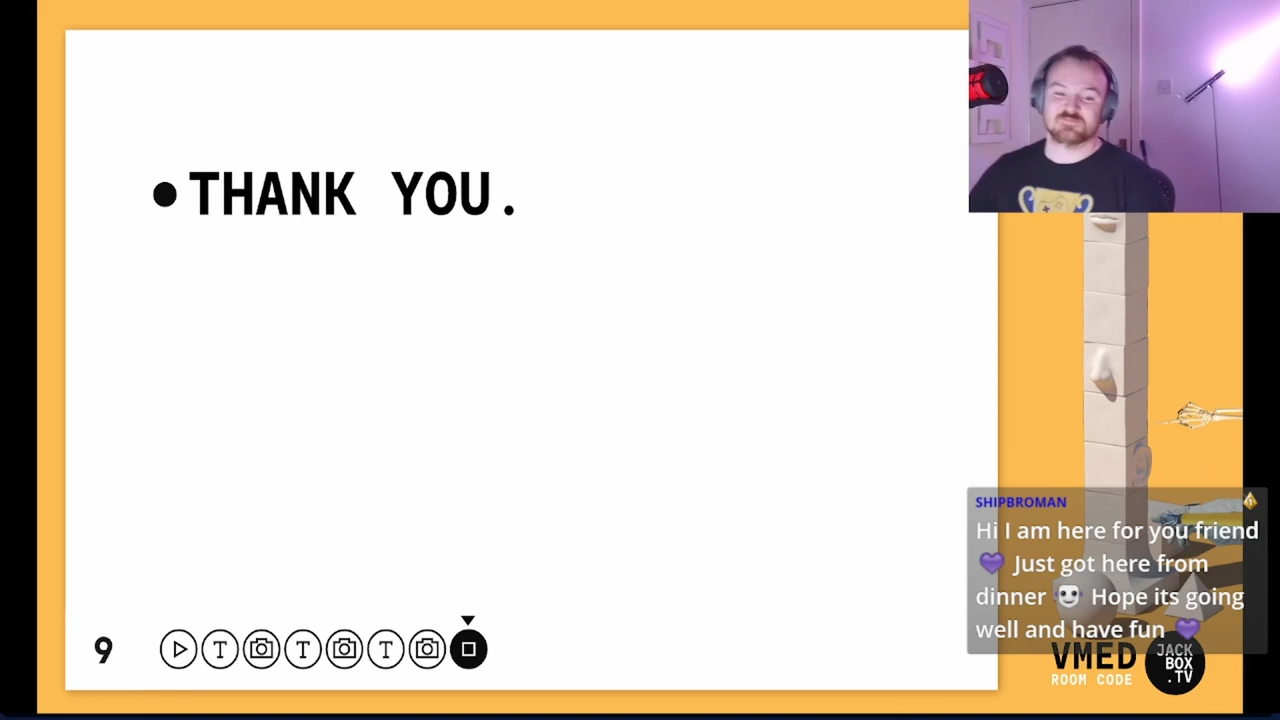 • THANK YOU.
SHIPBROMAN
Hi I am here for you friend
💜 Just got here from
dinner Hope its going
well and have fun 💜
9
T
T
T
VMED
ROOM CODE
JACK
BOX
.TV